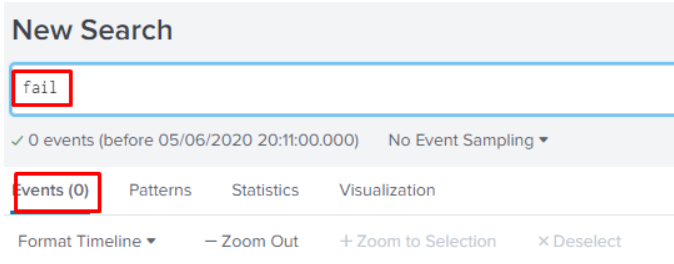 New Search
fail
✓ 0 events (before 05/06/2020 20:11:00.000) No Event Sampling ▾
Events (0) Patterns Statistics Visualization
Format Timeline ▾ — Zoom Out + Zoom to Selection × Deselect